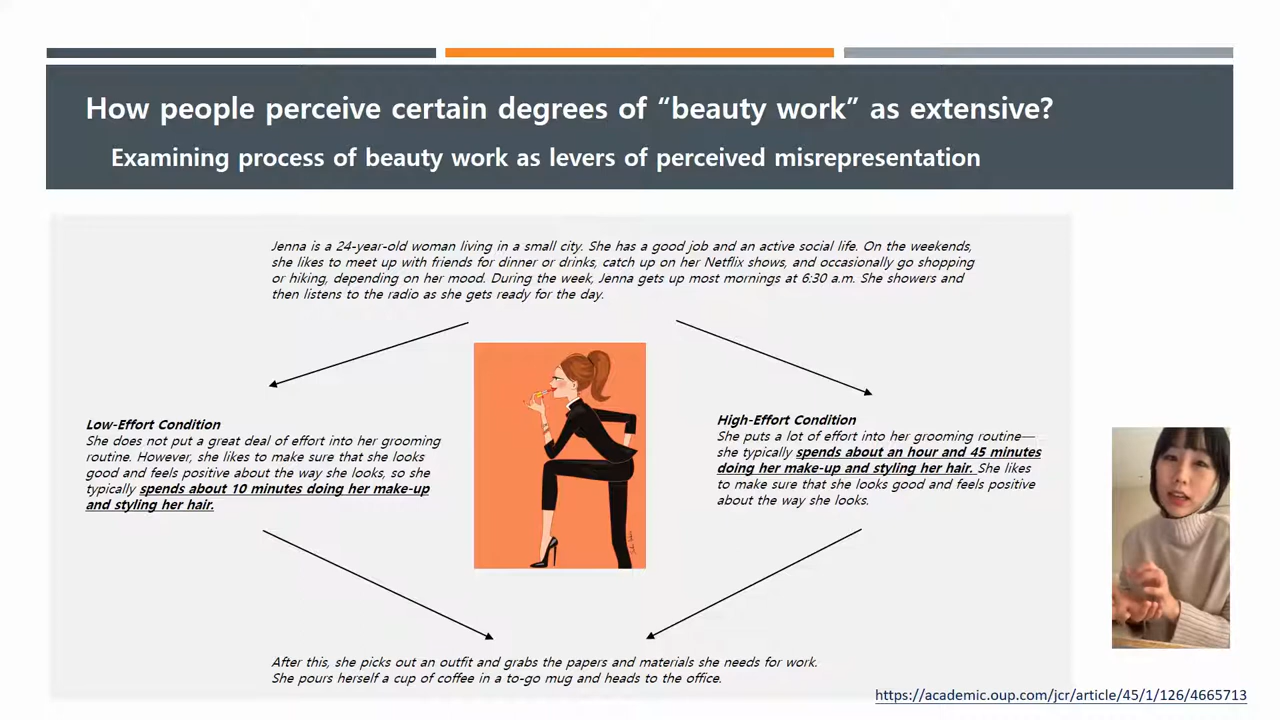 How people perceive certain degrees of “beauty work” as extensive?
Examining process of beauty work as levers of perceived misrepresentation
Jenna is a 24-year-old woman living in a small city. She has a good job and an active social life. On the weekends,
she likes to meet up with friends for dinner or drinks, catch up on her Netflix shows, and occasionally go shopping
or hiking, depending on her mood. During the week, Jenna gets up most mornings at 6:30 a.m. She showers and
then listens to the radio as she gets ready for the day.
Low-Effort Condition
She does not put a great deal of effort into her grooming
routine. However, she likes to make sure that she looks
good and feels positive about the way she looks, so she
typically spends about 10 minutes doing her make-up
and styling her hair.
High-Effort Condition
She puts a lot of effort into her grooming routine—
she typically spends about an hour and 45 minutes
doing her make-up and styling her hair. She likes
to make sure that she looks good and feels positive
about the way she looks.
After this, she picks out an outfit and grabs the papers and materials she needs for work.
She pours herself a cup of coffee in a to-go mug and heads to the office.
https://academic.oup.com/jcr/article/45/1/126/4665713